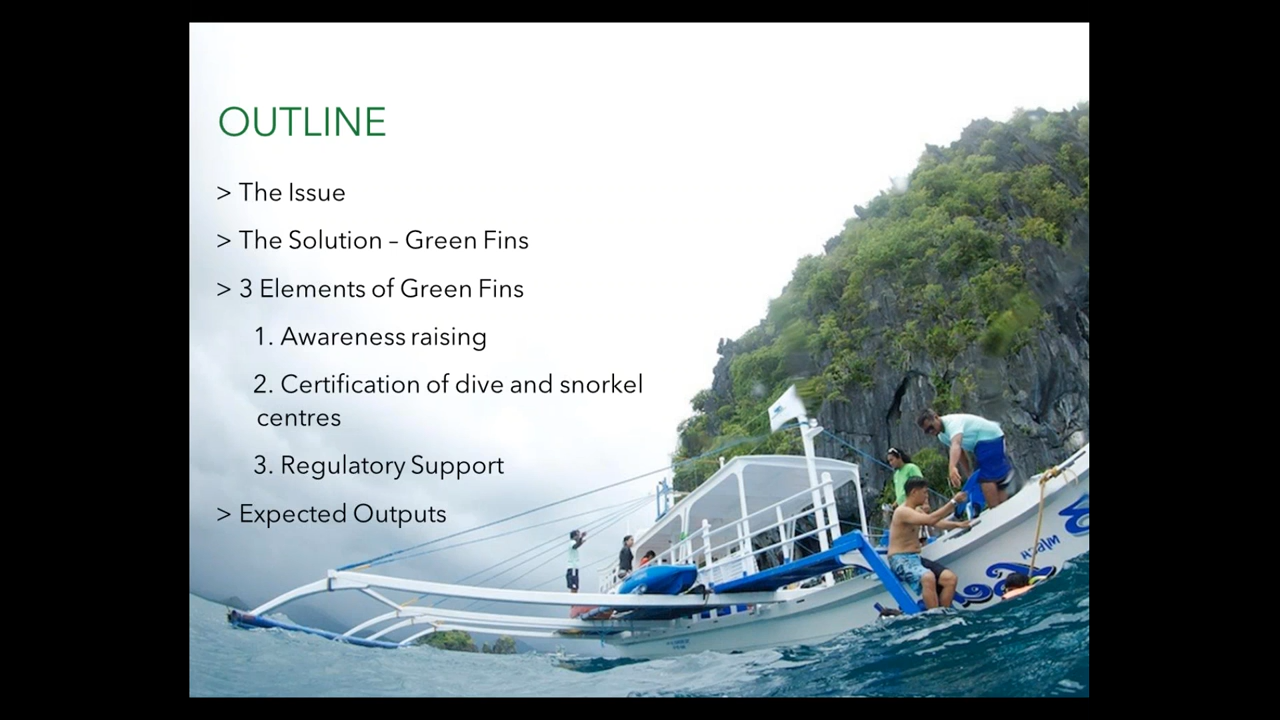 OUTLINE
> The Issue
> The Solution – Green Fins
> 3 Elements of Green Fins
1. Awareness raising
2. Certification of dive and snorkel
centres
3. Regulatory Support
> Expected Outputs